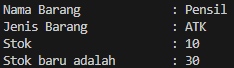 Nama Barang : Pensil
Jenis Barang : ATK
Stok : 10
Stok baru adalah : 30